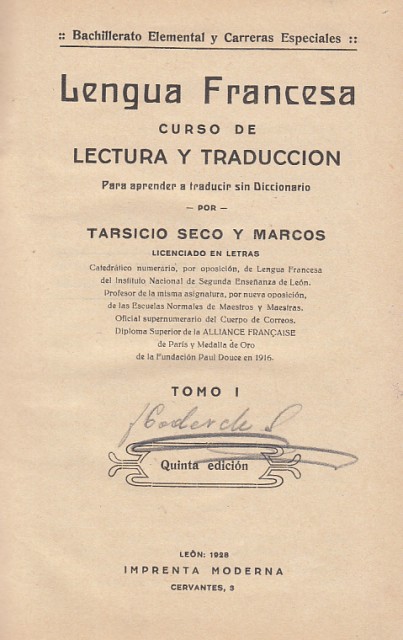 :: Bachillerato Elemental y Carreras Especiales ::
Lengua Francesa
CURSO DE
LECTURA Y TRADUCCION
Para aprender a traducir sin Diccionario
— POR —
TARSICIO SECO Y MARCOS
LICENCIADO EN LETRAS
Catedrático numerario, por oposición, de Lengua Francesa
del Instituto Nacional de Segunda Enseñanza de León.
Profesor de la misma asignatura, por nueva oposición,
de las Escuelas Normales de Maestros y Maestras.
Oficial supernumerario del Cuerpo de Correos.
Diploma Superior de la ALLIANCE FRANÇAISE
de París y Medalla de Oro
de la Fundación Paul Douce en 1916.
TOMO I
Quinta edición
LEÓN: 1928
IMPRENTA MODERNA
CERVANTES, 3